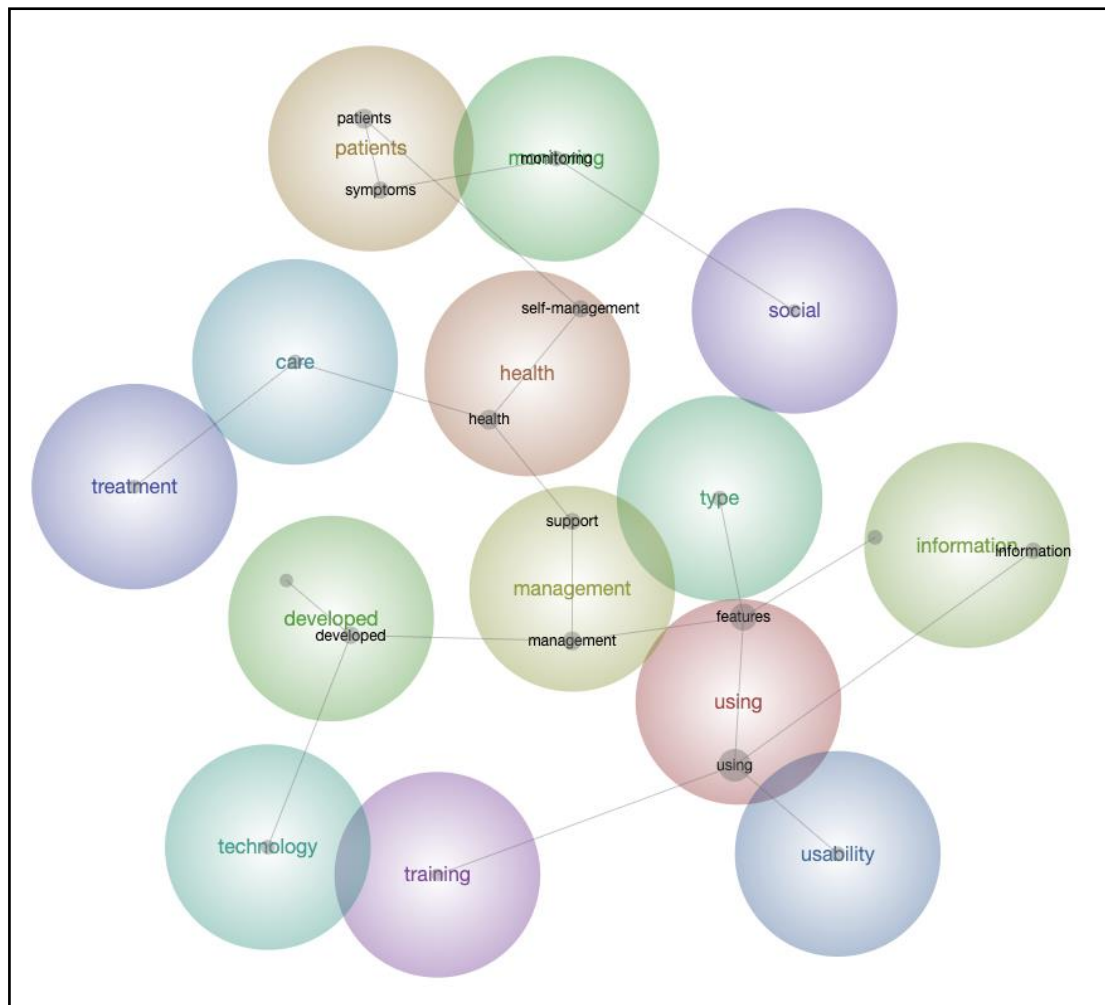 patients
patients
symptoms
monitoring
monitoring
self-management
social
care
health
health
treatment
type
support
information
information
management
features
developed
developed
management
using
using
technology
training
usability